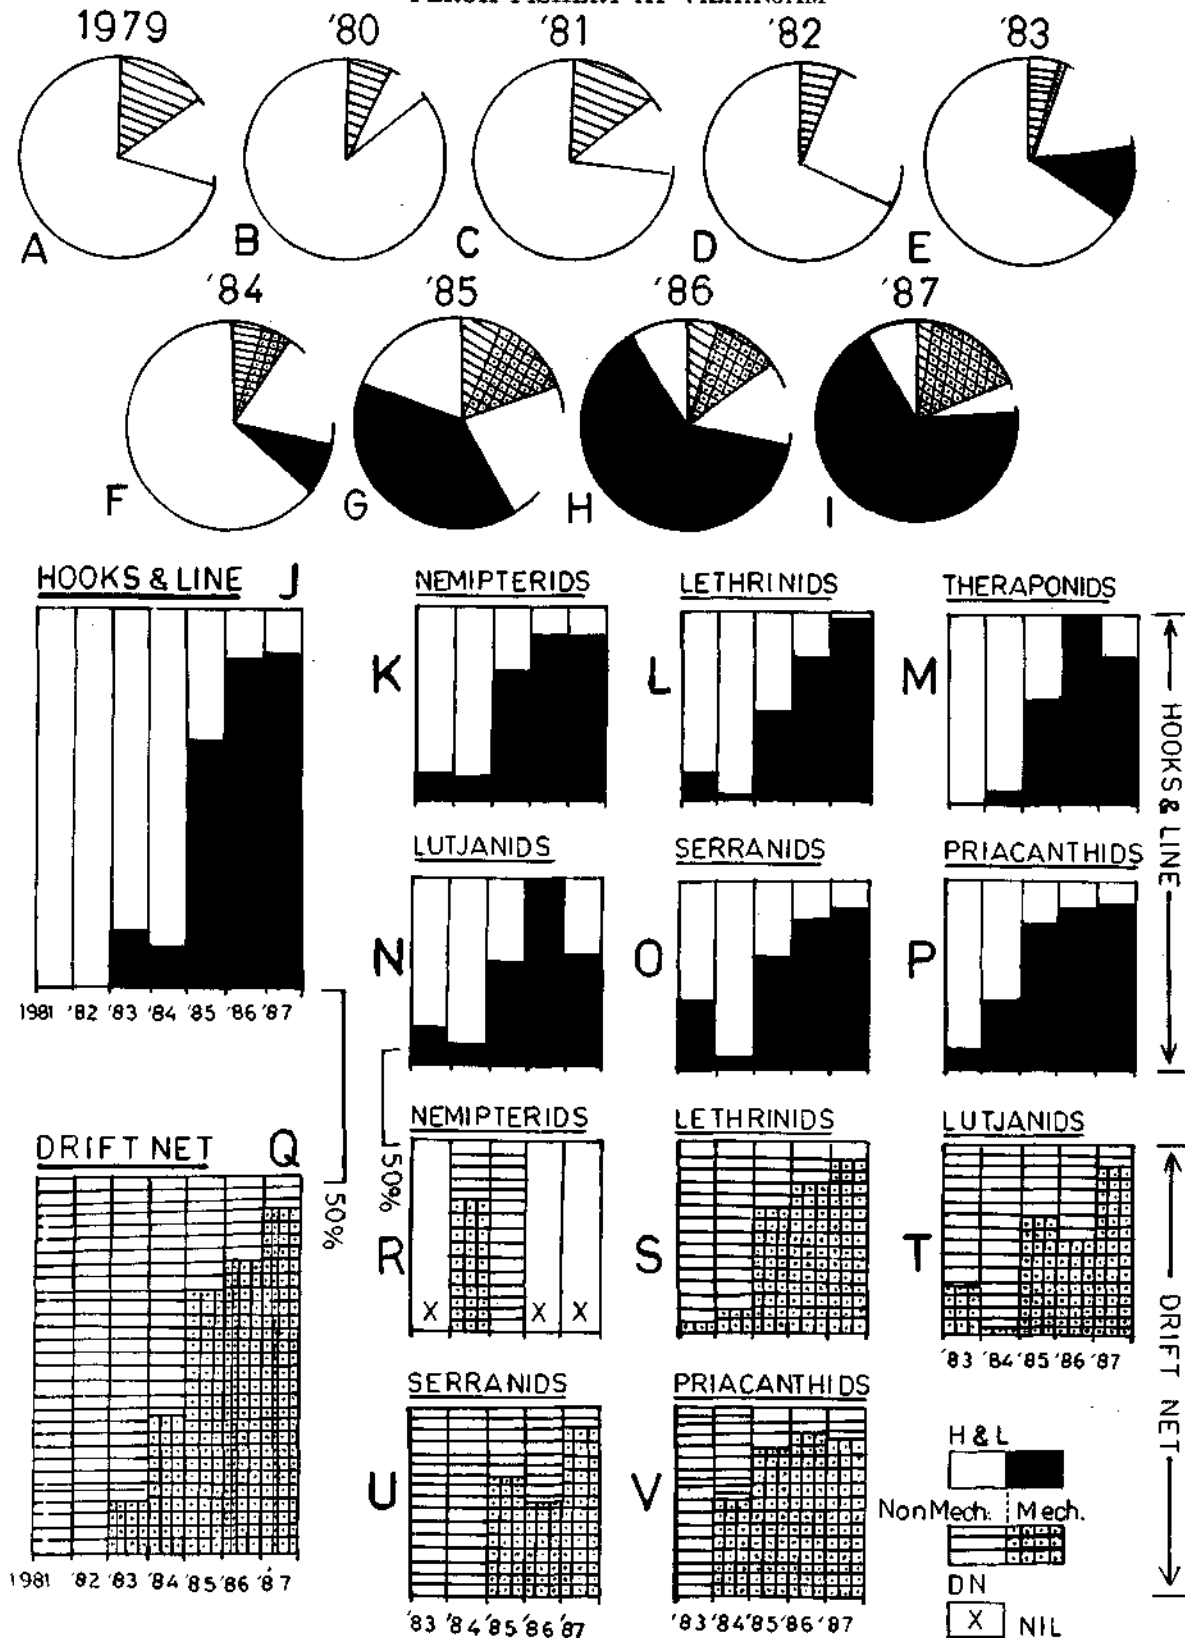 1979 '80 '81 '82 '83
A B C D E
'84 '85 '86 '87
F G H I
HOOKS & LINE J
1981 '82 '83 '84 '85 '86 '87
NEMIPTERIDS
K
LETHRINIDS
L
THERAPONIDS
M
LUTJANIDS
N
SERRANIDS
O
PRIACANTHIDS
P
HOOKS & LINE
DRIFT NET Q
50%
1981 '82 '83 '84 '85 '86 '87
NEMIPTERIDS
50%
R
X X X
LETHRINIDS
S
LUTJANIDS
T
'83 '84 '85 '86 '87
SERRANIDS
U
'83 '84 '85 '86 '87
PRIACANTHIDS
V
'83 '84 '85 '86 '87
DRIFT NET
H & L
Non Mech. Mech.
DN
X NIL